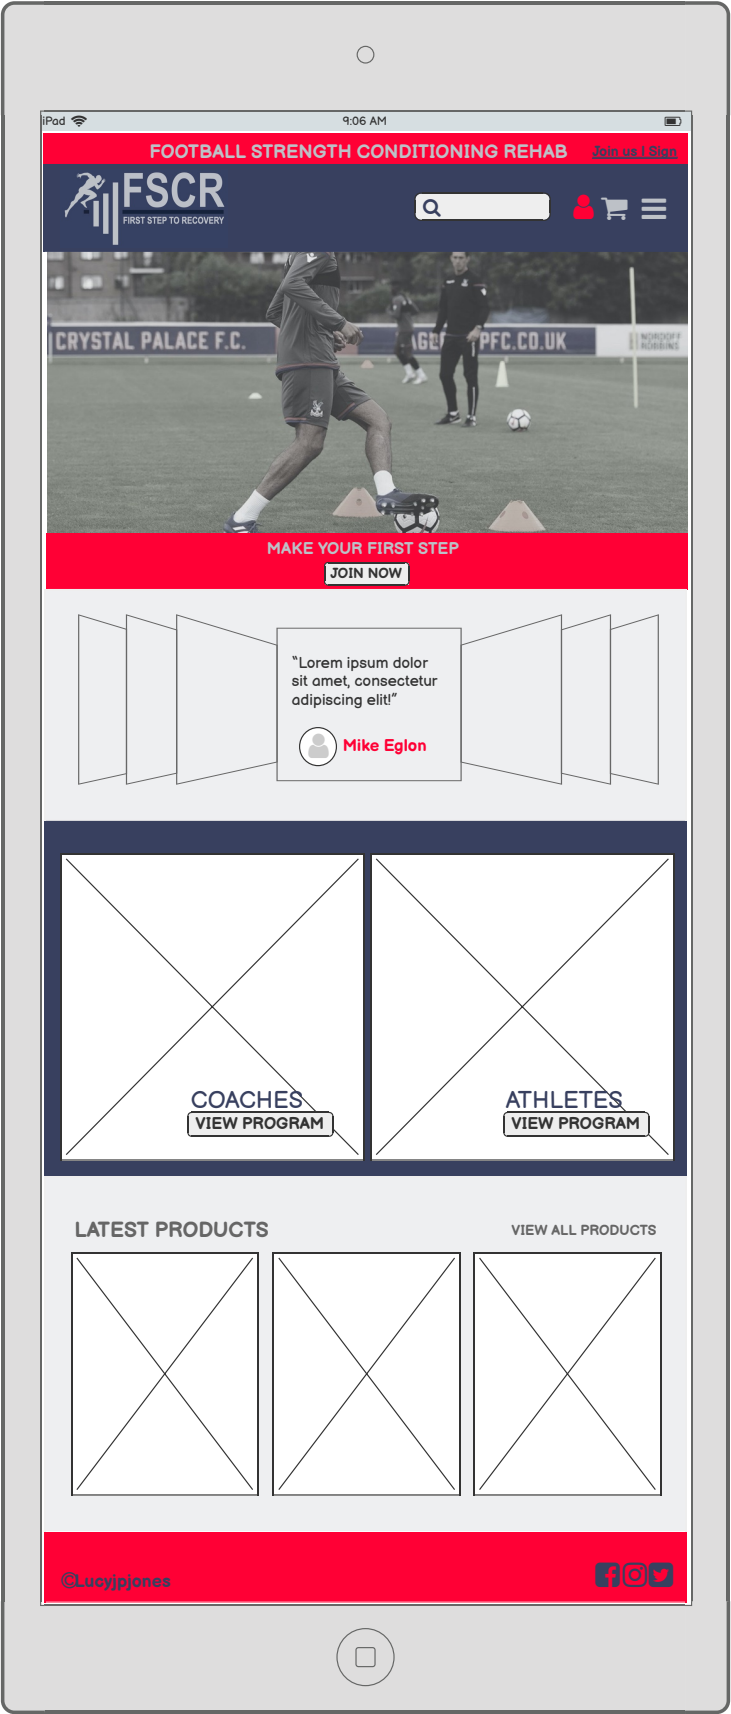 iPad
9:06 AM
FOOTBALL STRENGTH CONDITIONING REHAB
Join us | Sign
FSCR
FIRST STEP TO RECOVERY
CRYSTAL PALACE F.C.
PFC.CO.UK
NORDOFF
ROBBINS
MAKE YOUR FIRST STEP
JOIN NOW
"Lorem ipsum dolor
sit amet, consectetur
adipiscing elit!"
Mike Eglon
COACHES
VIEW PROGRAM
ATHLETES
VIEW PROGRAM
LATEST PRODUCTS
VIEW ALL PRODUCTS
©Lucyjpjones